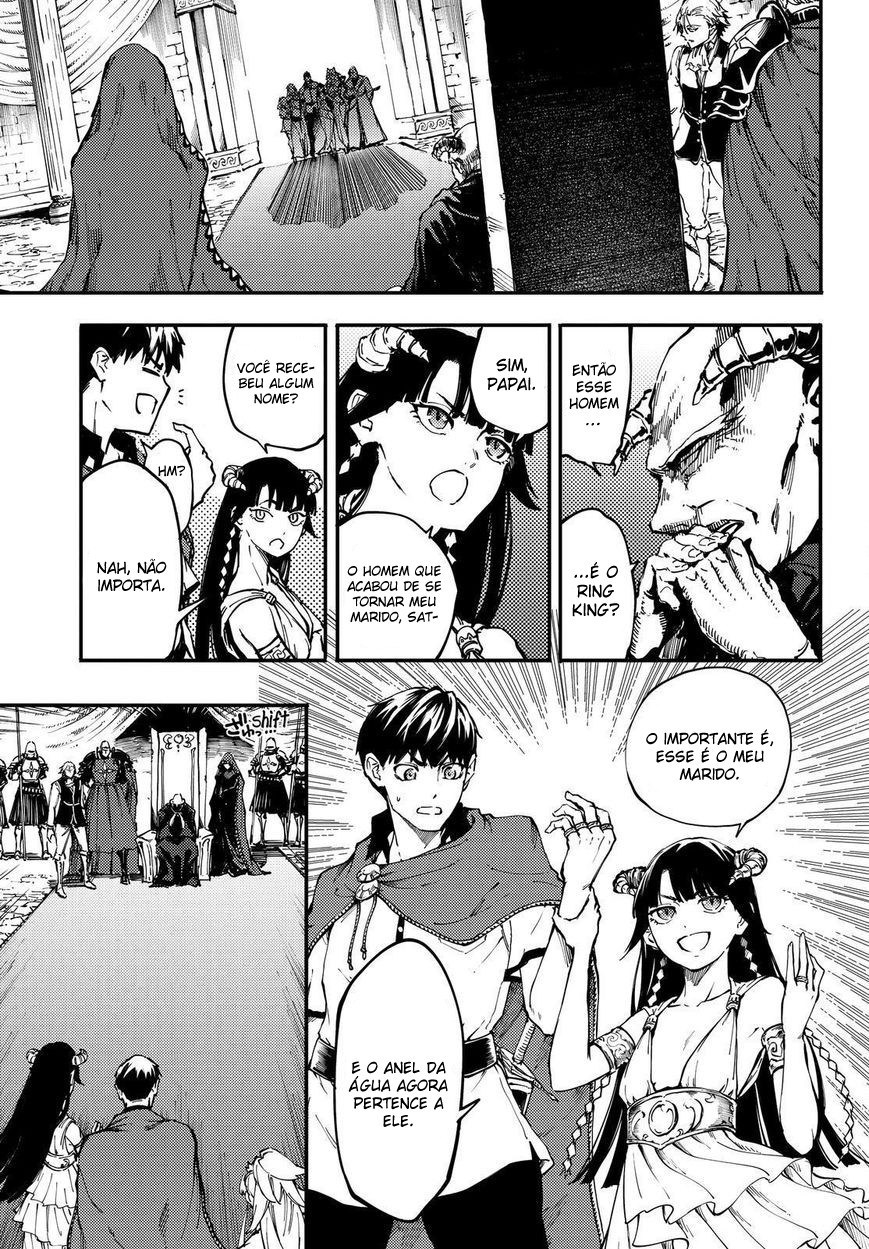 ENTÃO
ESSE
HOMEM
...
...É O
RING
KING?
SIM,
PAPAI.
O HOMEM QUE
ACABOU DE SE
TORNAR MEU
MARIDO, SAT-
VOCÊ RECE-
BEU ALGUM
NOME?
HM?
NAH, NÃO
IMPORTA.
O IMPORTANTE É,
ESSE É O MEU
MARIDO.
E O ANEL DA
ÁGUA AGORA
PERTENCE A
ELE.
shift